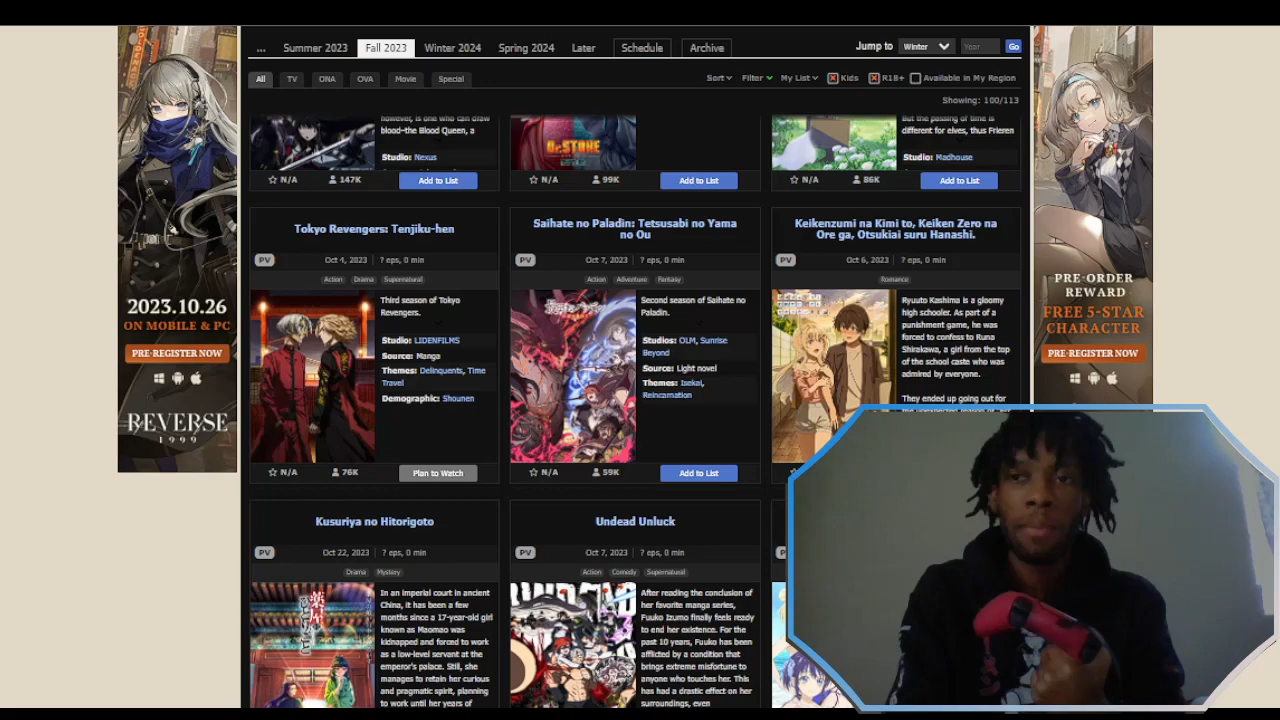 ... Summer 2023 Fall 2023 Winter 2024 Spring 2024 Later Schedule Archive Jump to Winter Year Go
All TV ONA OVA Movie Special Sort Filter My List Kids R18+ Available in My Region
Showing: 100/113
however, is one who can draw
blood–the Blood Queen, a
Studio: Nexus
N/A 147K Add to List
Dr.STONE
N/A 99K Add to List
But the passing of time is
different for elves, thus Frieren
Studio: Madhouse
N/A 86K Add to List
Tokyo Revengers: Tenjiku-hen
PV Oct 4, 2023 ? eps, 0 min
Action Drama Supernatural
Third season of Tokyo
Revengers.
Studio: LIDENFILMS
Source: Manga
Themes: Delinquents, Time
Travel
Demographic: Shounen
N/A 76K Plan to Watch
Saihate no Paladin: Tetsusabi no Yama
no Ou
PV Oct 7, 2023 ? eps, 0 min
Action Adventure Fantasy
Second season of Saihate no
Paladin.
Studios: OLM, Sunrise
Beyond
Source: Light novel
Themes: Isekai,
Reincarnation
N/A 59K Add to List
Keikenzumi na Kimi to, Keiken Zero na
Ore ga, Otsukiai suru Hanashi.
PV Oct 6, 2023 ? eps, 0 min
Romance
Ryuuto Kashima is a gloomy
high schooler. As part of a
punishment game, he was
forced to confess to Runa
Shirakawa, a girl from the top
of the school caste who was
admired by everyone.
They ended up going out for
Kusuriya no Hitorigoto
PV Oct 22, 2023 ? eps, 0 min
Drama Mystery
In an imperial court in ancient
China, it has been a few
months since a 17-year-old girl
known as Maomao was
kidnapped and forced to work
as a low-level servant at the
emperor's palace. Still, she
manages to retain her curious
and pragmatic spirit, planning
to work until her years of
Undead Unluck
PV Oct 7, 2023 ? eps, 0 min
Action Comedy Supernatural
After reading the conclusion of
her favorite manga series,
Fuuko Izumo finally feels ready
to end her existence. For the
past 10 years, Fuuko has been
afflicted by a condition that
brings extreme misfortune to
anyone who touches her. This
has had a drastic effect on her
surroundings, even
2023.10.26
ON MOBILE & PC
PRE-REGISTER NOW
REVERSE
1999
PRE-ORDER
REWARD
FREE 5-STAR
CHARACTER
PRE-REGISTER NOW